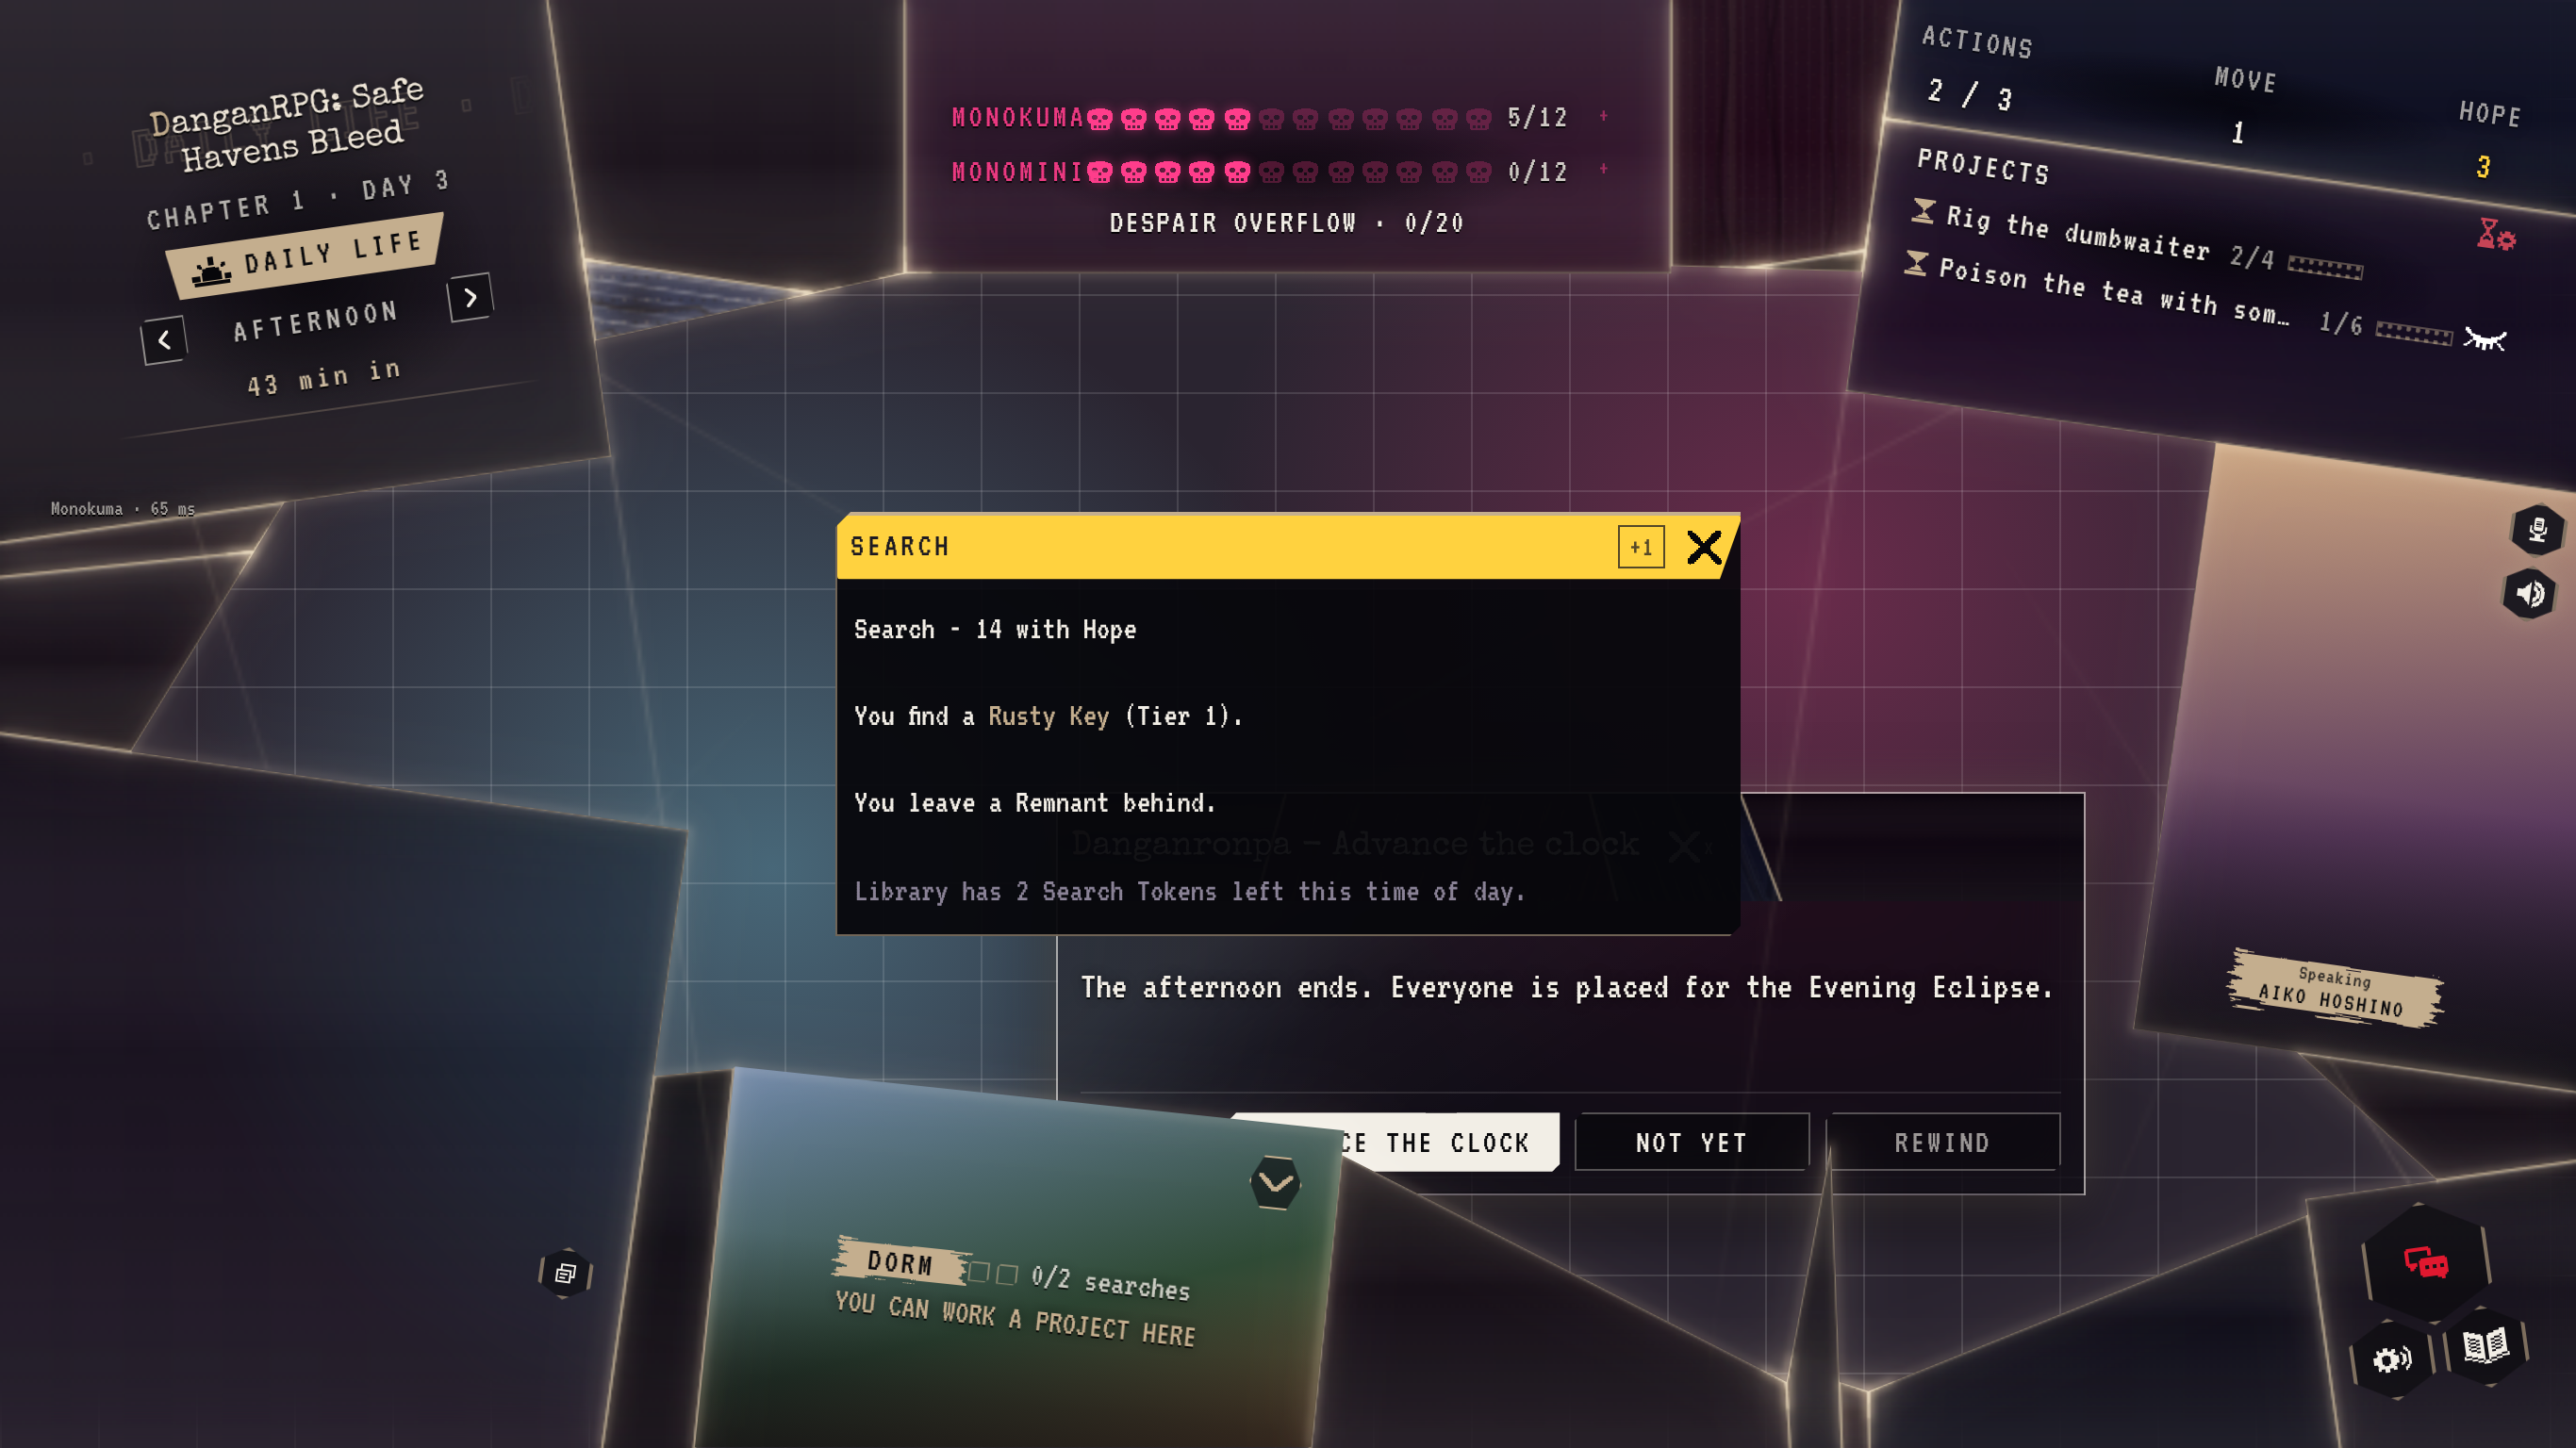 DanganRPG: Safe
Havens Bleed
CHAPTER 1 · DAY 3
DAILY LIFE
AFTERNOON
43 min in
Monokuma · 65 ms
MONOKUMA 5/12 +
MONOMINI 0/12 +
DESPAIR OVERFLOW · 0/20
ACTIONS
2 / 3
MOVE
1
HOPE
3
PROJECTS
Rig the dumbwaiter 2/4
Poison the tea with som… 1/6
SEARCH
+1
Search - 14 with Hope
You find a Rusty Key (Tier 1).
You leave a Remnant behind.
Danganronpa — Advance the clock
Library has 2 Search Tokens left this time of day.
The afternoon ends. Everyone is placed for the Evening Eclipse.
CE THE CLOCK
NOT YET
REWIND
Speaking
AIKO HOSHINO
DORM
0/2 searches
YOU CAN WORK A PROJECT HERE